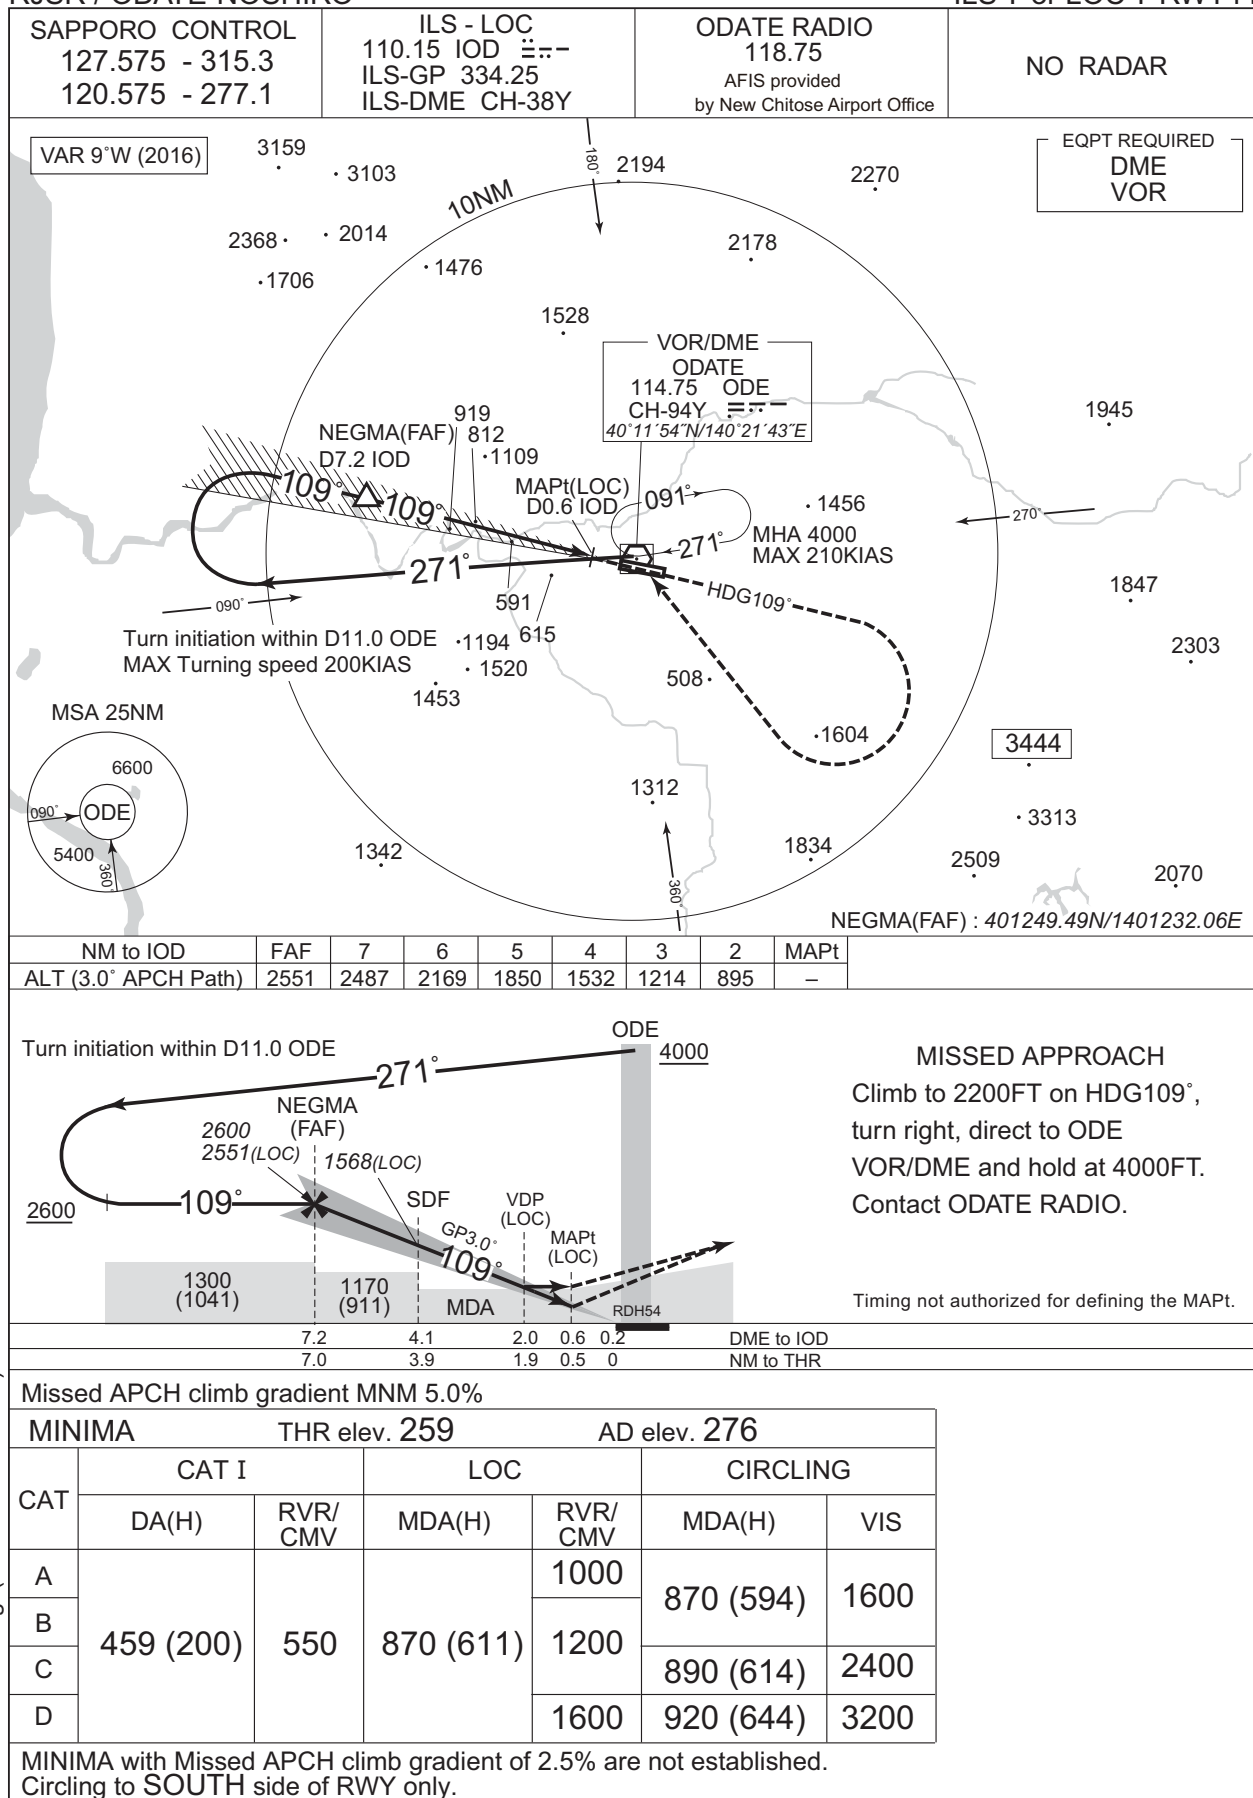 RJSR / ODATE-NOSHIRO
SAPPORO CONTROL
127.575 - 315.3
120.575 - 277.1
ILS - LOC
110.15 IOD
ILS-GP 334.25
ILS-DME CH-38Y
ODATE RADIO
118.75
AFIS provided
by New Chitose Airport Office
NO RADAR
VAR 9˚W (2016)
EQPT REQUIRED
DME
VOR
3159
3103
180˚
2194
2270
10NM
2368
2014
2178
1476
1706
1528
VOR/DME
ODATE
114.75 ODE
CH-94Y
40˚11´54˝N/140˚21´43˝E
1945
919
NEGMA(FAF)
812
D7.2 IOD
1109
109˚
109˚
MAPt(LOC)
D0.6 IOD
091˚
1456
270˚
MHA 4000
MAX 210KIAS
271˚
271˚
HDG109˚
1847
090˚
591
615
Turn initiation within D11.0 ODE
MAX Turning speed 200KIAS
1194
1520
1453
2303
508
MSA 25NM
1604
3444
6600
090˚
ODE
5400
360˚
1312
3313
1342
1834
2509
2070
360˚
NEGMA(FAF) : 401249.49N/1401232.06E
NM to IOD FAF 7 6 5 4 3 2 MAPt
ALT (3.0˚ APCH Path) 2551 2487 2169 1850 1532 1214 895 –
ODE
Turn initiation within D11.0 ODE
4000
271˚
NEGMA
(FAF)
2600
2551(LOC)
1568(LOC)
SDF
VDP
(LOC)
MAPt
(LOC)
2600
109˚
GP3.0˚
109˚
1300
(1041)
1170
(911)
MDA
RDH54
7.2 4.1 2.0 0.6 0.2 DME to IOD
7.0 3.9 1.9 0.5 0 NM to THR
MISSED APPROACH
Climb to 2200FT on HDG109˚,
turn right, direct to ODE
VOR/DME and hold at 4000FT.
Contact ODATE RADIO.
Timing not authorized for defining the MAPt.
Missed APCH climb gradient MNM 5.0%
MINIMA THR elev. 259 AD elev. 276
CAT
CAT I LOC CIRCLING
DA(H) RVR/CMV MDA(H) RVR/CMV MDA(H) VIS
A
B
C
D
459 (200) 550 870 (611)
1000
1200
1600
870 (594) 1600
890 (614) 2400
920 (644) 3200
MINIMA with Missed APCH climb gradient of 2.5% are not established.
Circling to SOUTH side of RWY only.